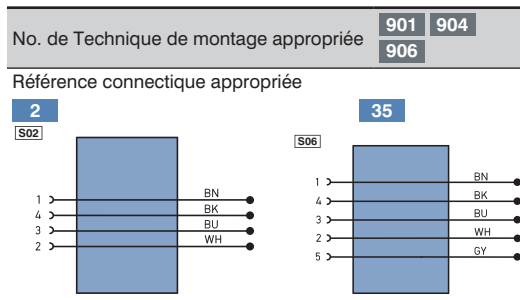 No. de Technique de montage appropriée 901 904
906
Référence connectique appropriée
2 35
S02 S06
1 BN
4 BK
3 BU
2 WH
1 BN
4 BK
3 BU
2 WH
5 GY